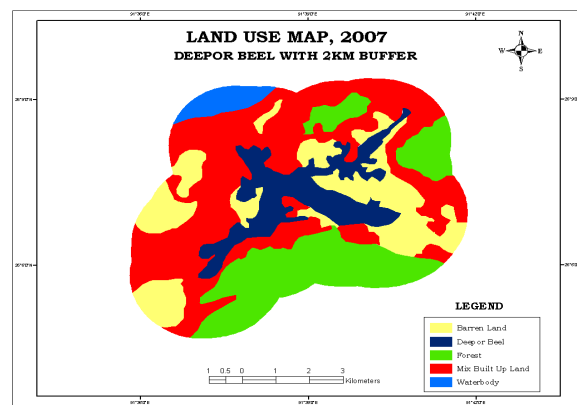 LAND USE MAP, 2007
DEEPOR BEEL WITH 2KM BUFFER
N
W
E
S
LEGEND
Barren Land
Deepor Beel
Forest
Mix Built Up Land
Waterbody
1 0.5 0 1 2 3
Kilometers